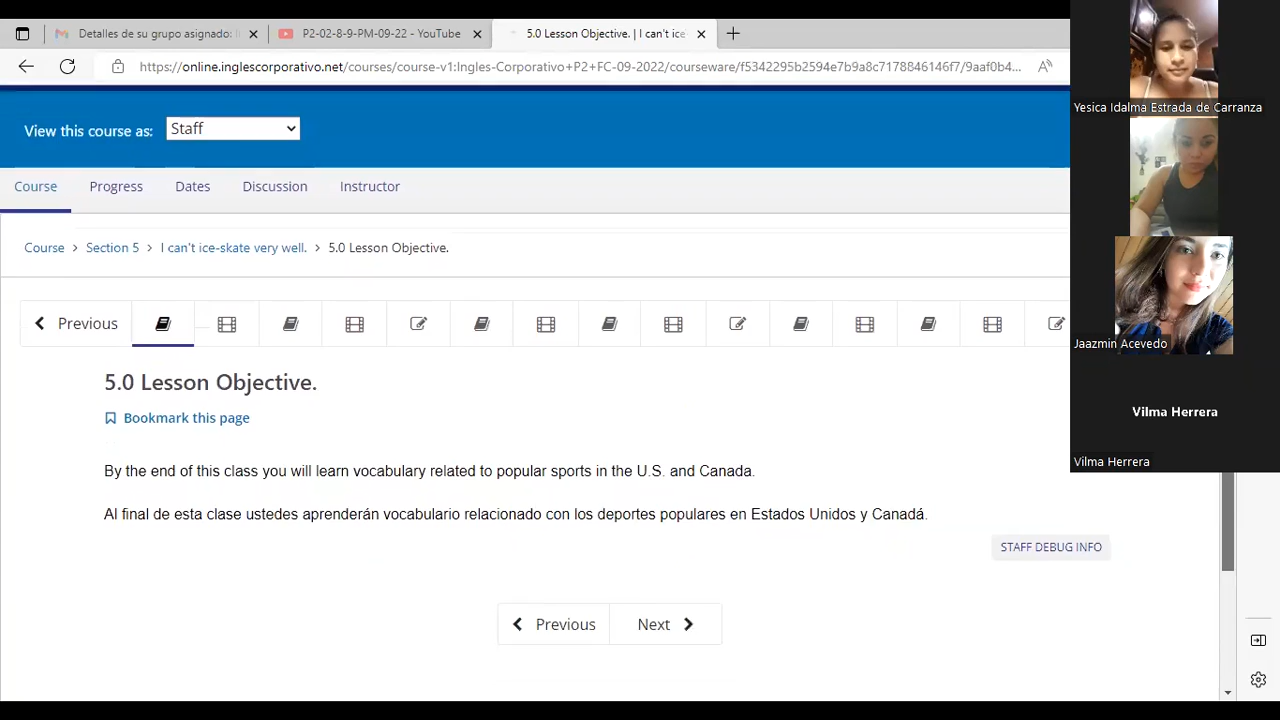 Detalles de su grupo asignado: I
P2-02-8-9-PM-09-22 - YouTube
5.0 Lesson Objective. | I can't ice
https://online.inglescorporativo.net/courses/course-v1:Ingles-Corporativo+P2+FC-09-2022/courseware/f5342295b2594e7b9a8c7178846146f7/9aaf0b4...
View this course as:
Staff
Course
Progress
Dates
Discussion
Instructor
Course > Section 5 > I can't ice-skate very well. > 5.0 Lesson Objective.
Previous
5.0 Lesson Objective.
Bookmark this page
By the end of this class you will learn vocabulary related to popular sports in the U.S. and Canada.
Al final de esta clase ustedes aprenderán vocabulario relacionado con los deportes populares en Estados Unidos y Canadá.
STAFF DEBUG INFO
Previous
Next
Yesica Idalma Estrada de Carranza
Jaazmin Acevedo
Vilma Herrera
Vilma Herrera